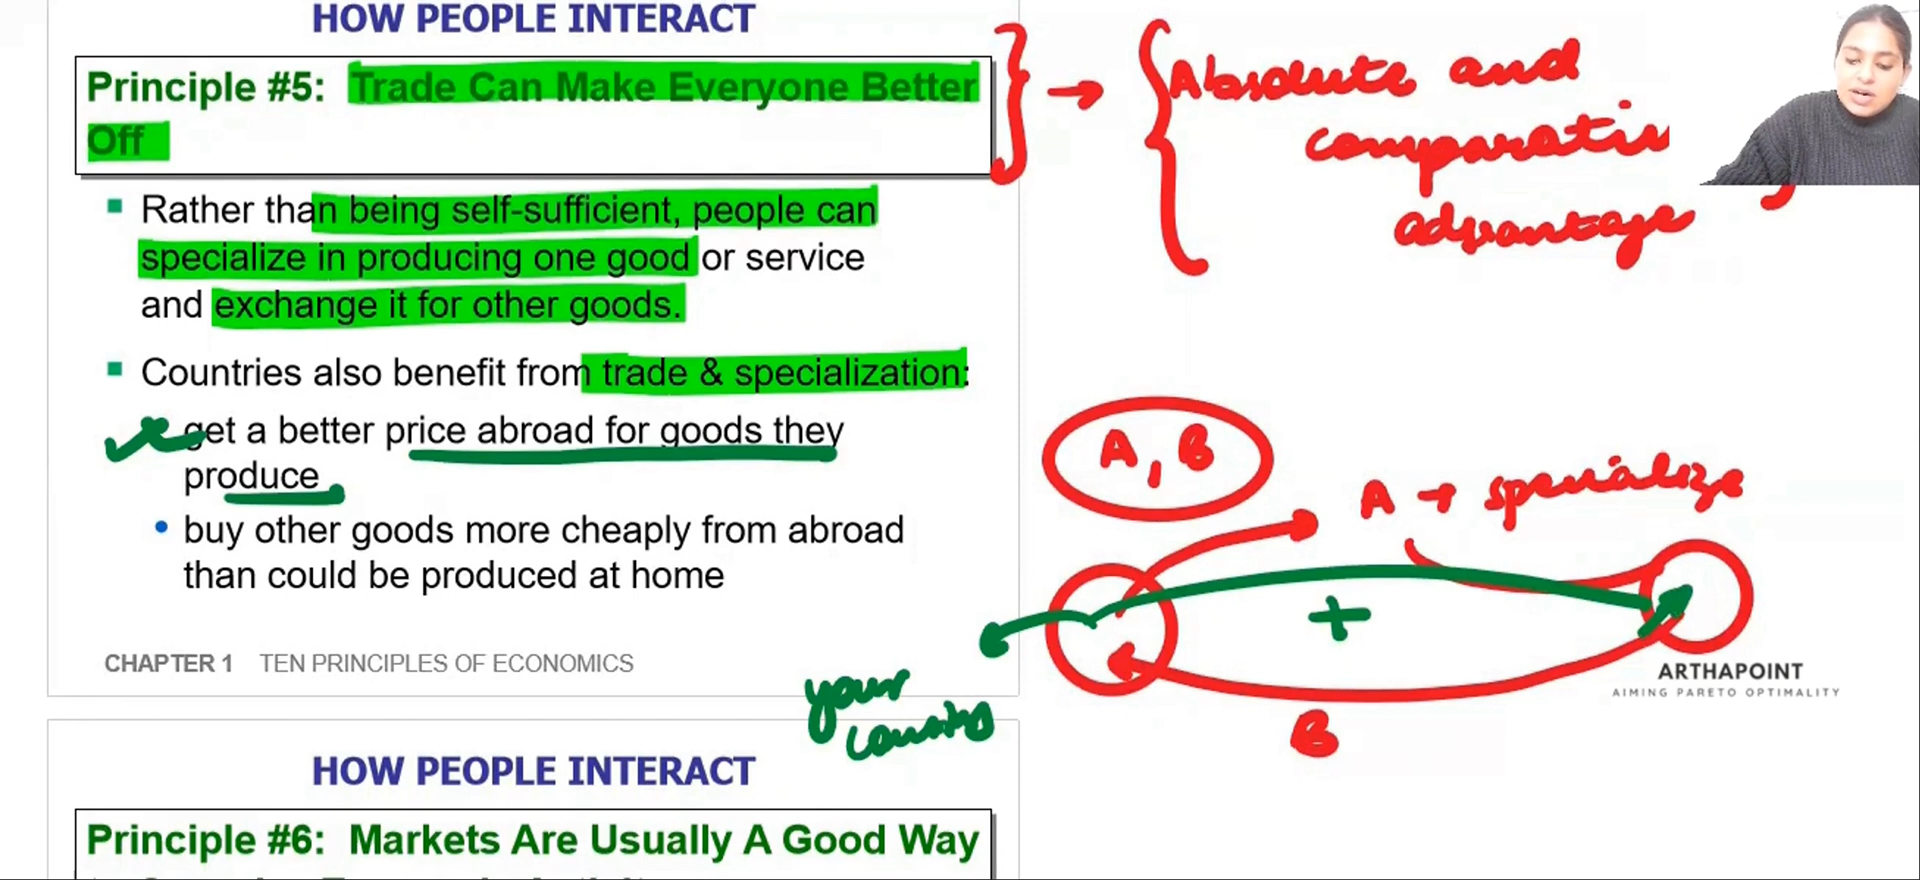 HOW PEOPLE INTERACT
Principle #5: Trade Can Make Everyone Better
Off
Rather than being self-sufficient, people can
specialize in producing one good or service
and exchange it for other goods.
Countries also benefit from trade & specialization:
get a better price abroad for goods they
produce
buy other goods more cheaply from abroad
than could be produced at home
CHAPTER 1 TEN PRINCIPLES OF ECONOMICS
Absolute and
comparativ
advantage
A, B
A → specialize
+
B
your
country
ARTHAPOINT
AIMING PARETO OPTIMALITY
HOW PEOPLE INTERACT
Principle #6: Markets Are Usually A Good Way